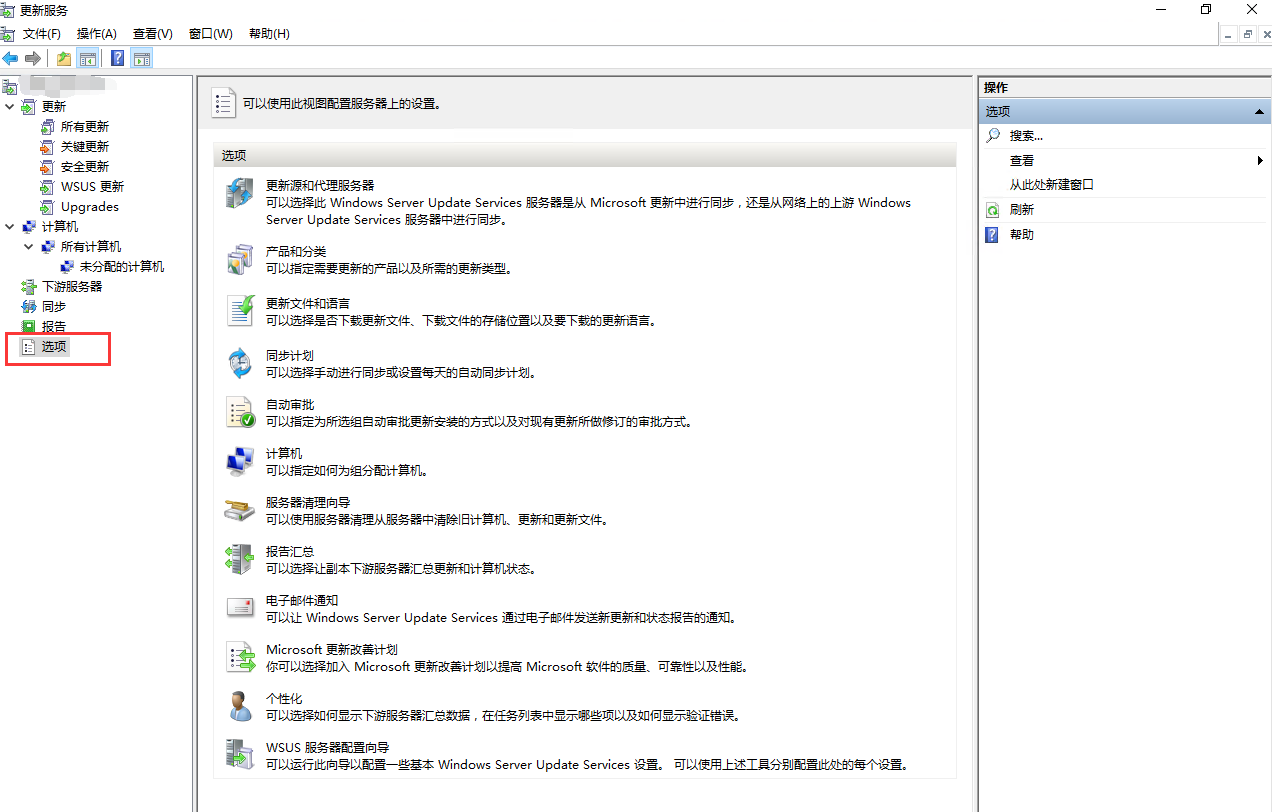 更新服务
文件(F) 操作(A) 查看(V) 窗口(W) 帮助(H)
更新
所有更新
关键更新
安全更新
WSUS 更新
Upgrades
计算机
所有计算机
未分配的计算机
下游服务器
同步
报告
选项
可以使用此视图配置服务器上的设置。
选项
更新源和代理服务器
可以选择此 Windows Server Update Services 服务器是从 Microsoft 更新中进行同步，还是从网络上的上游 Windows
Server Update Services 服务器中进行同步。
产品和分类
可以指定需要更新的产品以及所需的更新类型。
更新文件和语言
可以选择是否下载更新文件、下载文件的存储位置以及要下载的更新语言。
同步计划
可以选择手动进行同步或设置每天的自动同步计划。
自动审批
可以指定为所选组自动审批更新安装的方式以及对现有更新所做修订的审批方式。
计算机
可以指定如何为组分配计算机。
服务器清理向导
可以使用服务器清理从服务器中清除旧计算机、更新和更新文件。
报告汇总
可以选择让副本下游服务器汇总更新和计算机状态。
电子邮件通知
可以让 Windows Server Update Services 通过电子邮件发送新更新和状态报告的通知。
Microsoft 更新改善计划
你可以选择加入 Microsoft 更新改善计划以提高 Microsoft 软件的质量、可靠性以及性能。
个性化
可以选择如何显示下游服务器汇总数据，在任务列表中显示哪些项以及如何显示验证错误。
WSUS 服务器配置向导
可以运行此向导以配置一些基本 Windows Server Update Services 设置。 可以使用上述工具分别配置此处的每个设置。
操作
选项
搜索...
查看
从此处新建窗口
刷新
帮助